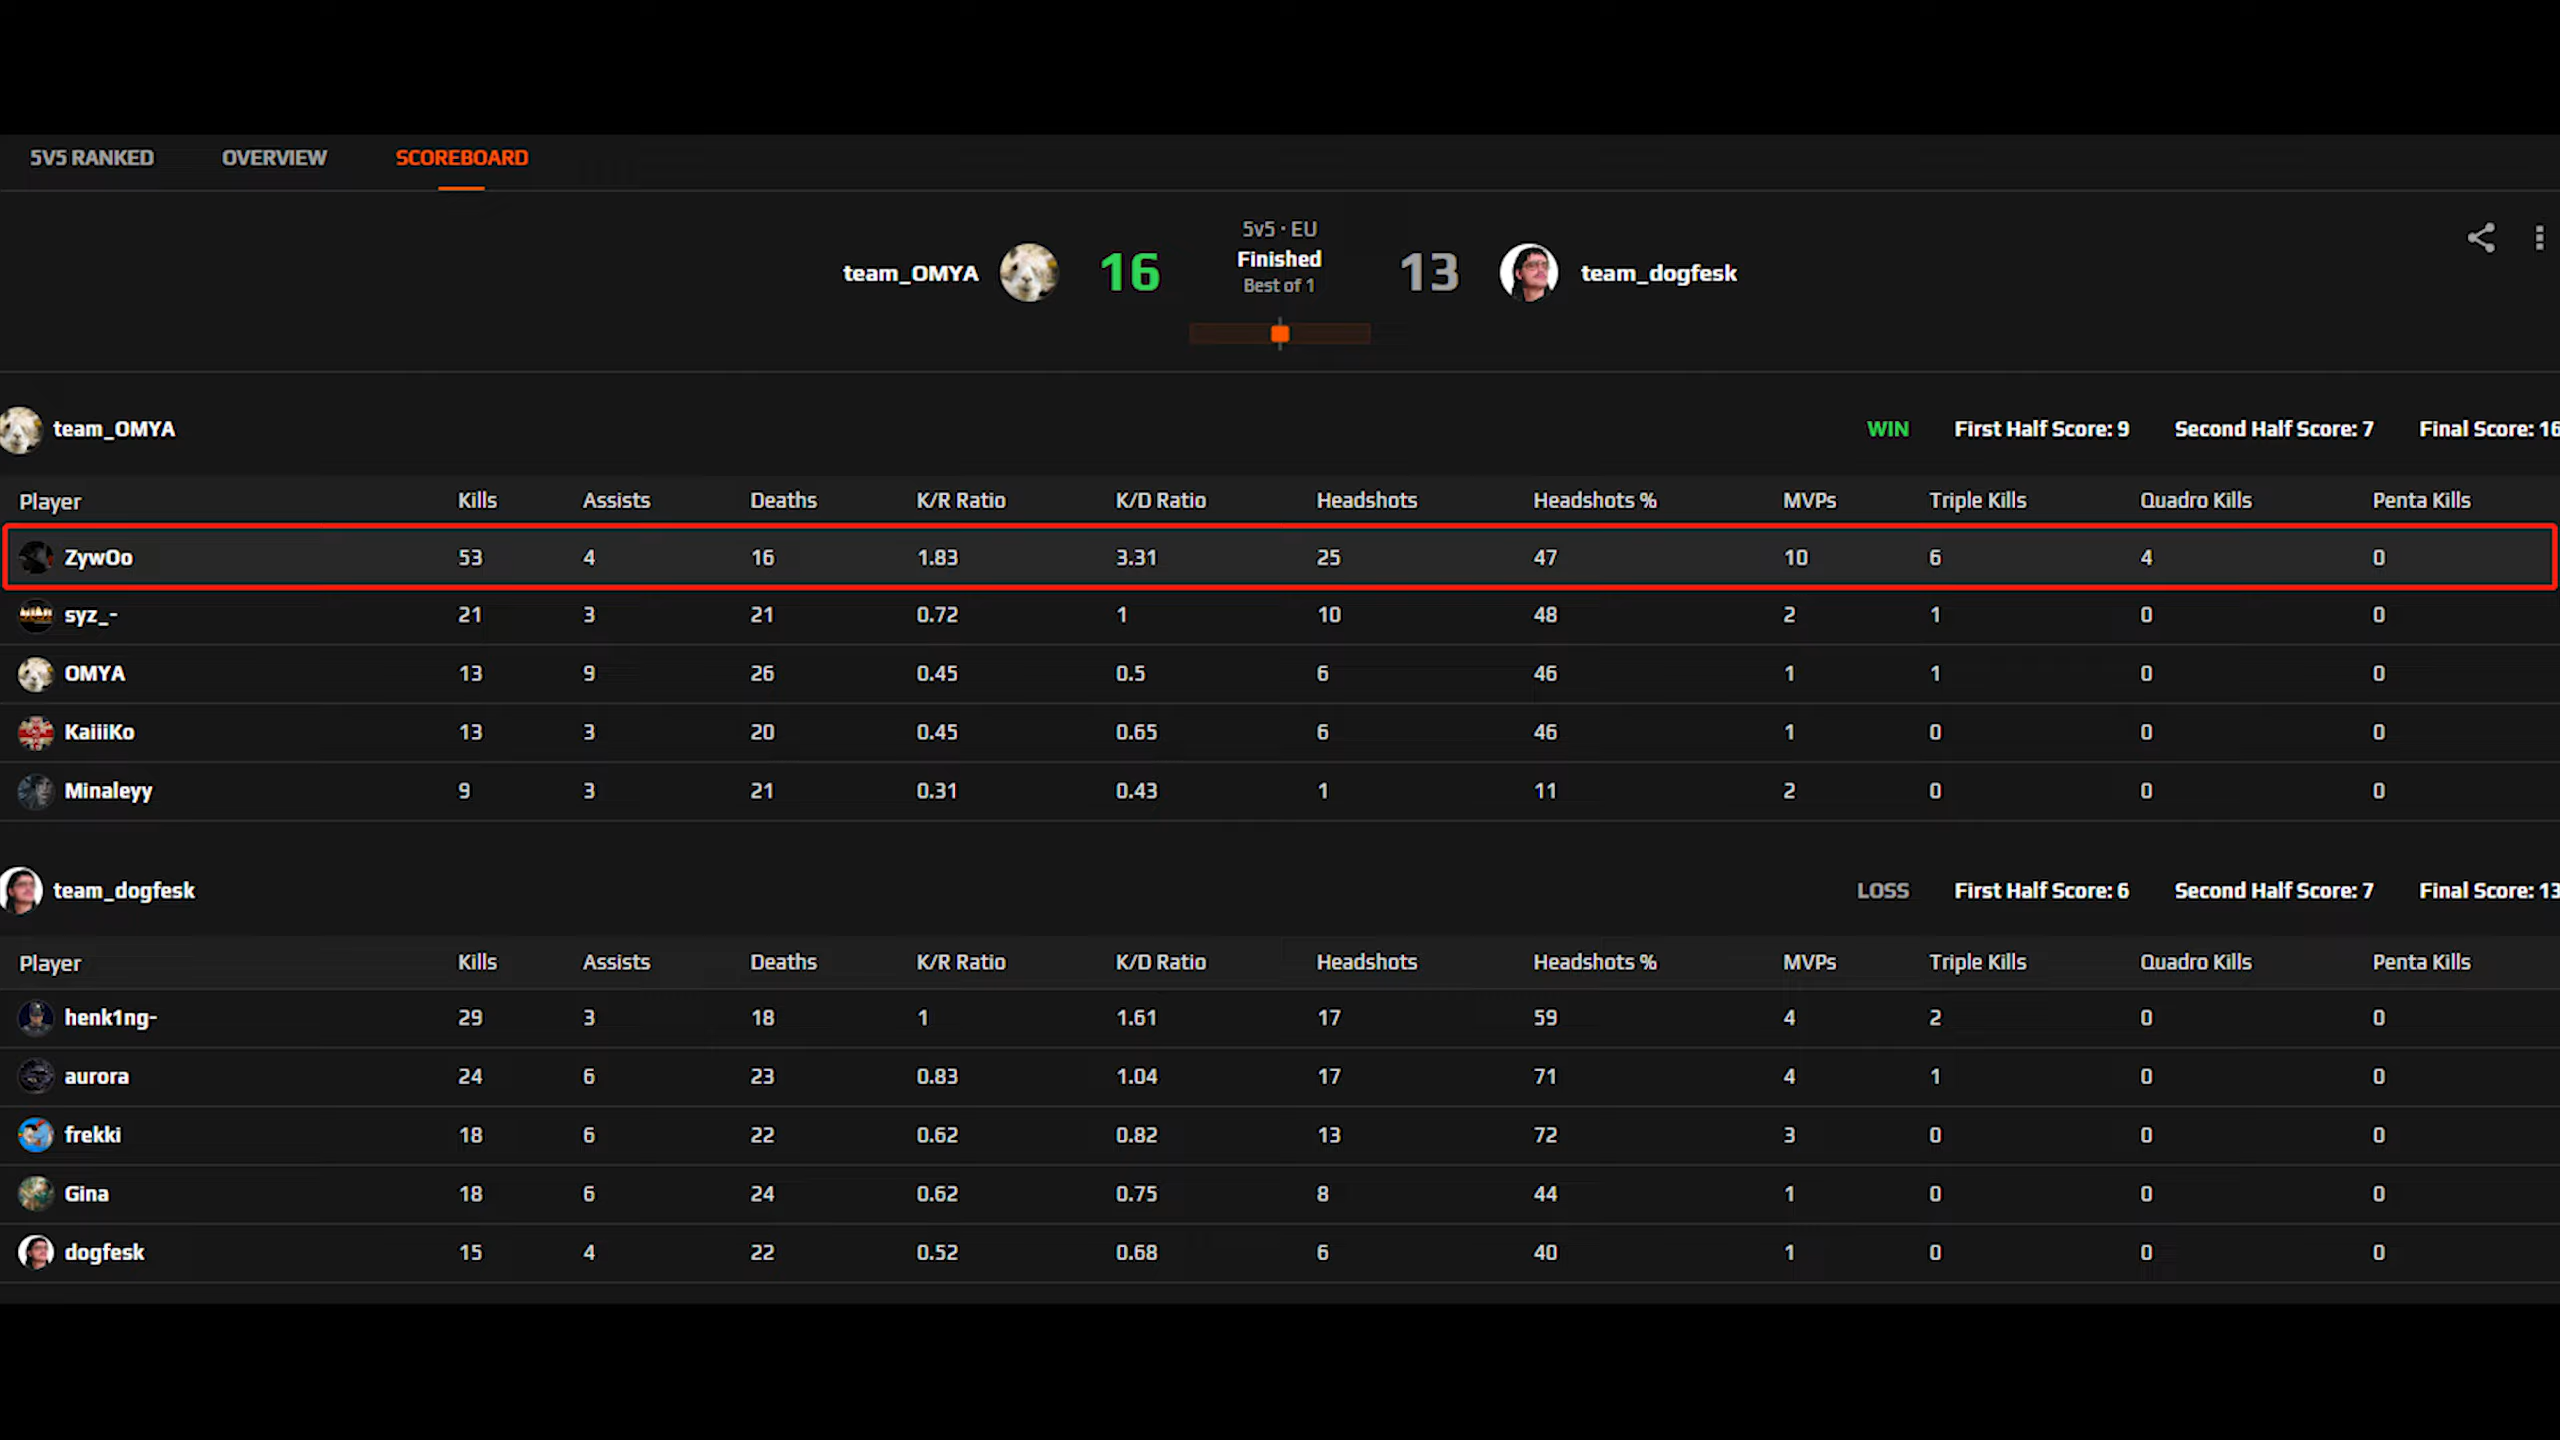 5V5 RANKED OVERVIEW SCOREBOARD
5v5 · EU
team_OMYA 16 Finished 13 team_dogfesk
Best of 1
team_OMYA WIN First Half Score: 9 Second Half Score: 7 Final Score: 16
Player Kills Assists Deaths K/R Ratio K/D Ratio Headshots Headshots % MVPs Triple Kills Quadro Kills Penta Kills
ZywOo 53 4 16 1.83 3.31 25 47 10 6 4 0
syz_- 21 3 21 0.72 1 10 48 2 1 0 0
OMYA 13 9 26 0.45 0.5 6 46 1 1 0 0
KaiiiKo 13 3 20 0.45 0.65 6 46 1 0 0 0
Minaleyy 9 3 21 0.31 0.43 1 11 2 0 0 0
team_dogfesk LOSS First Half Score: 6 Second Half Score: 7 Final Score: 13
Player Kills Assists Deaths K/R Ratio K/D Ratio Headshots Headshots % MVPs Triple Kills Quadro Kills Penta Kills
henk1ng- 29 3 18 1 1.61 17 59 4 2 0 0
aurora 24 6 23 0.83 1.04 17 71 4 1 0 0
frekki 18 6 22 0.62 0.82 13 72 3 0 0 0
Gina 18 6 24 0.62 0.75 8 44 1 0 0 0
dogfesk 15 4 22 0.52 0.68 6 40 1 0 0 0